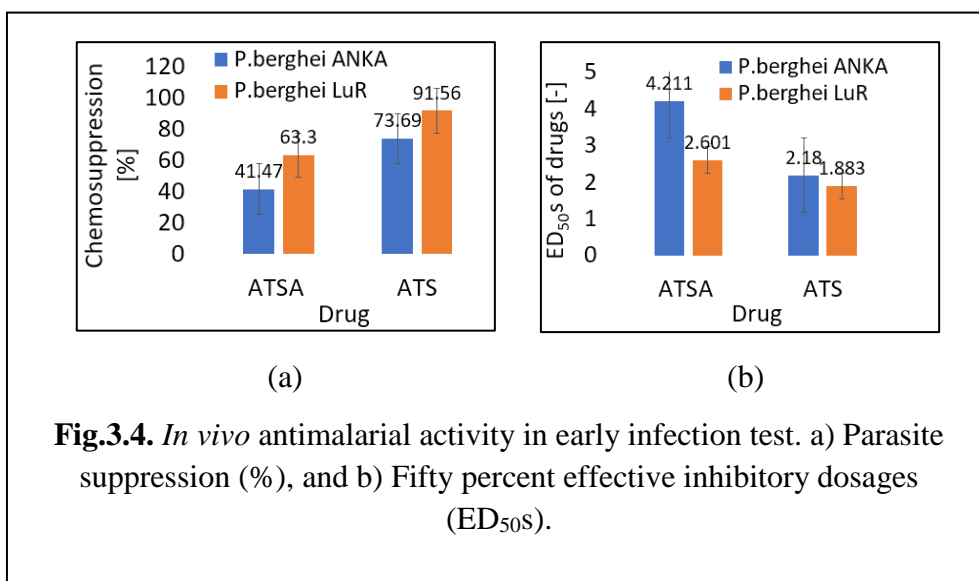 120
100
80
60
40
20
0
Chemosuppression
[%]
P.berghei ANKA
P.berghei LuR
41.47
63.3
73.69
91.56
ATSA
ATS
Drug
(a)
5
4
3
2
1
0
ED50s of drugs [-]
P.berghei ANKA
P.berghei LuR
4.211
2.601
2.18
1.883
ATSA
ATS
Drug
(b)
Fig.3.4. In vivo antimalarial activity in early infection test. a) Parasite
suppression (%), and b) Fifty percent effective inhibitory dosages
(ED50s).